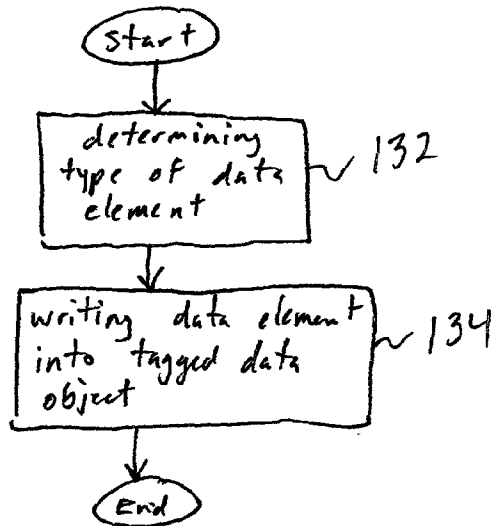 start
determining
type of data
element
132
writing data element
into tagged data
object
134
End